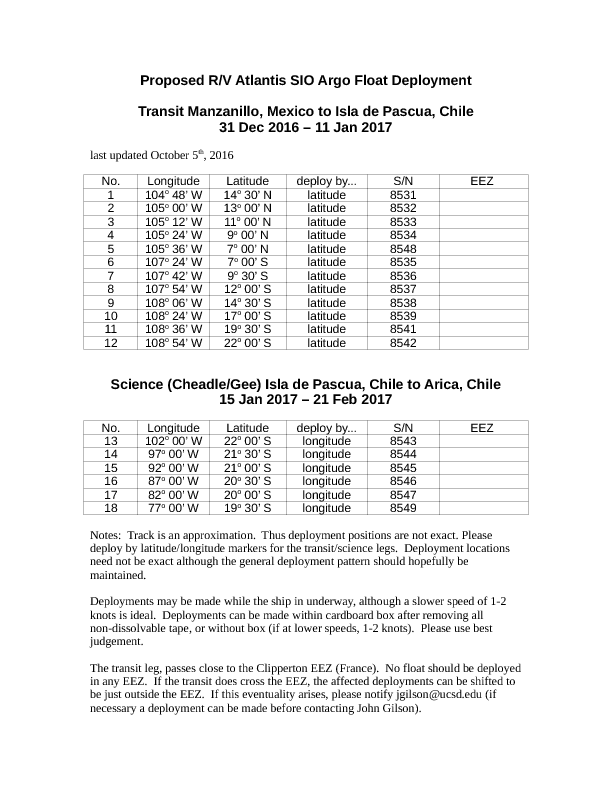 Proposed R/V Atlantis SIO Argo Float Deployment
Transit Manzanillo, Mexico to Isla de Pascua, Chile
31 Dec 2016 – 11 Jan 2017
last updated October 5th, 2016
No. Longitude Latitude deploy by... S/N EEZ
1 104° 48' W 14° 30' N latitude 8531
2 105° 00' W 13° 00' N latitude 8532
3 105° 12' W 11° 00' N latitude 8533
4 105° 24' W 9° 00' N latitude 8534
5 105° 36' W 7° 00' N latitude 8548
6 107° 24' W 7° 00' S latitude 8535
7 107° 42' W 9° 30' S latitude 8536
8 107° 54' W 12° 00' S latitude 8537
9 108° 06' W 14° 30' S latitude 8538
10 108° 24' W 17° 00' S latitude 8539
11 108° 36' W 19° 30' S latitude 8541
12 108° 54' W 22° 00' S latitude 8542
Science (Cheadle/Gee) Isla de Pascua, Chile to Arica, Chile
15 Jan 2017 – 21 Feb 2017
No. Longitude Latitude deploy by... S/N EEZ
13 102° 00' W 22° 00' S longitude 8543
14 97° 00' W 21° 30' S longitude 8544
15 92° 00' W 21° 00' S longitude 8545
16 87° 00' W 20° 30' S longitude 8546
17 82° 00' W 20° 00' S longitude 8547
18 77° 00' W 19° 30' S longitude 8549
Notes: Track is an approximation. Thus deployment positions are not exact. Please
deploy by latitude/longitude markers for the transit/science legs. Deployment locations
need not be exact although the general deployment pattern should hopefully be
maintained.
Deployments may be made while the ship in underway, although a slower speed of 1-2
knots is ideal. Deployments can be made within cardboard box after removing all
non-dissolvable tape, or without box (if at lower speeds, 1-2 knots). Please use best
judgement.
The transit leg, passes close to the Clipperton EEZ (France). No float should be deployed
in any EEZ. If the transit does cross the EEZ, the affected deployments can be shifted to
be just outside the EEZ. If this eventuality arises, please notify jgilson@ucsd.edu (if
necessary a deployment can be made before contacting John Gilson).